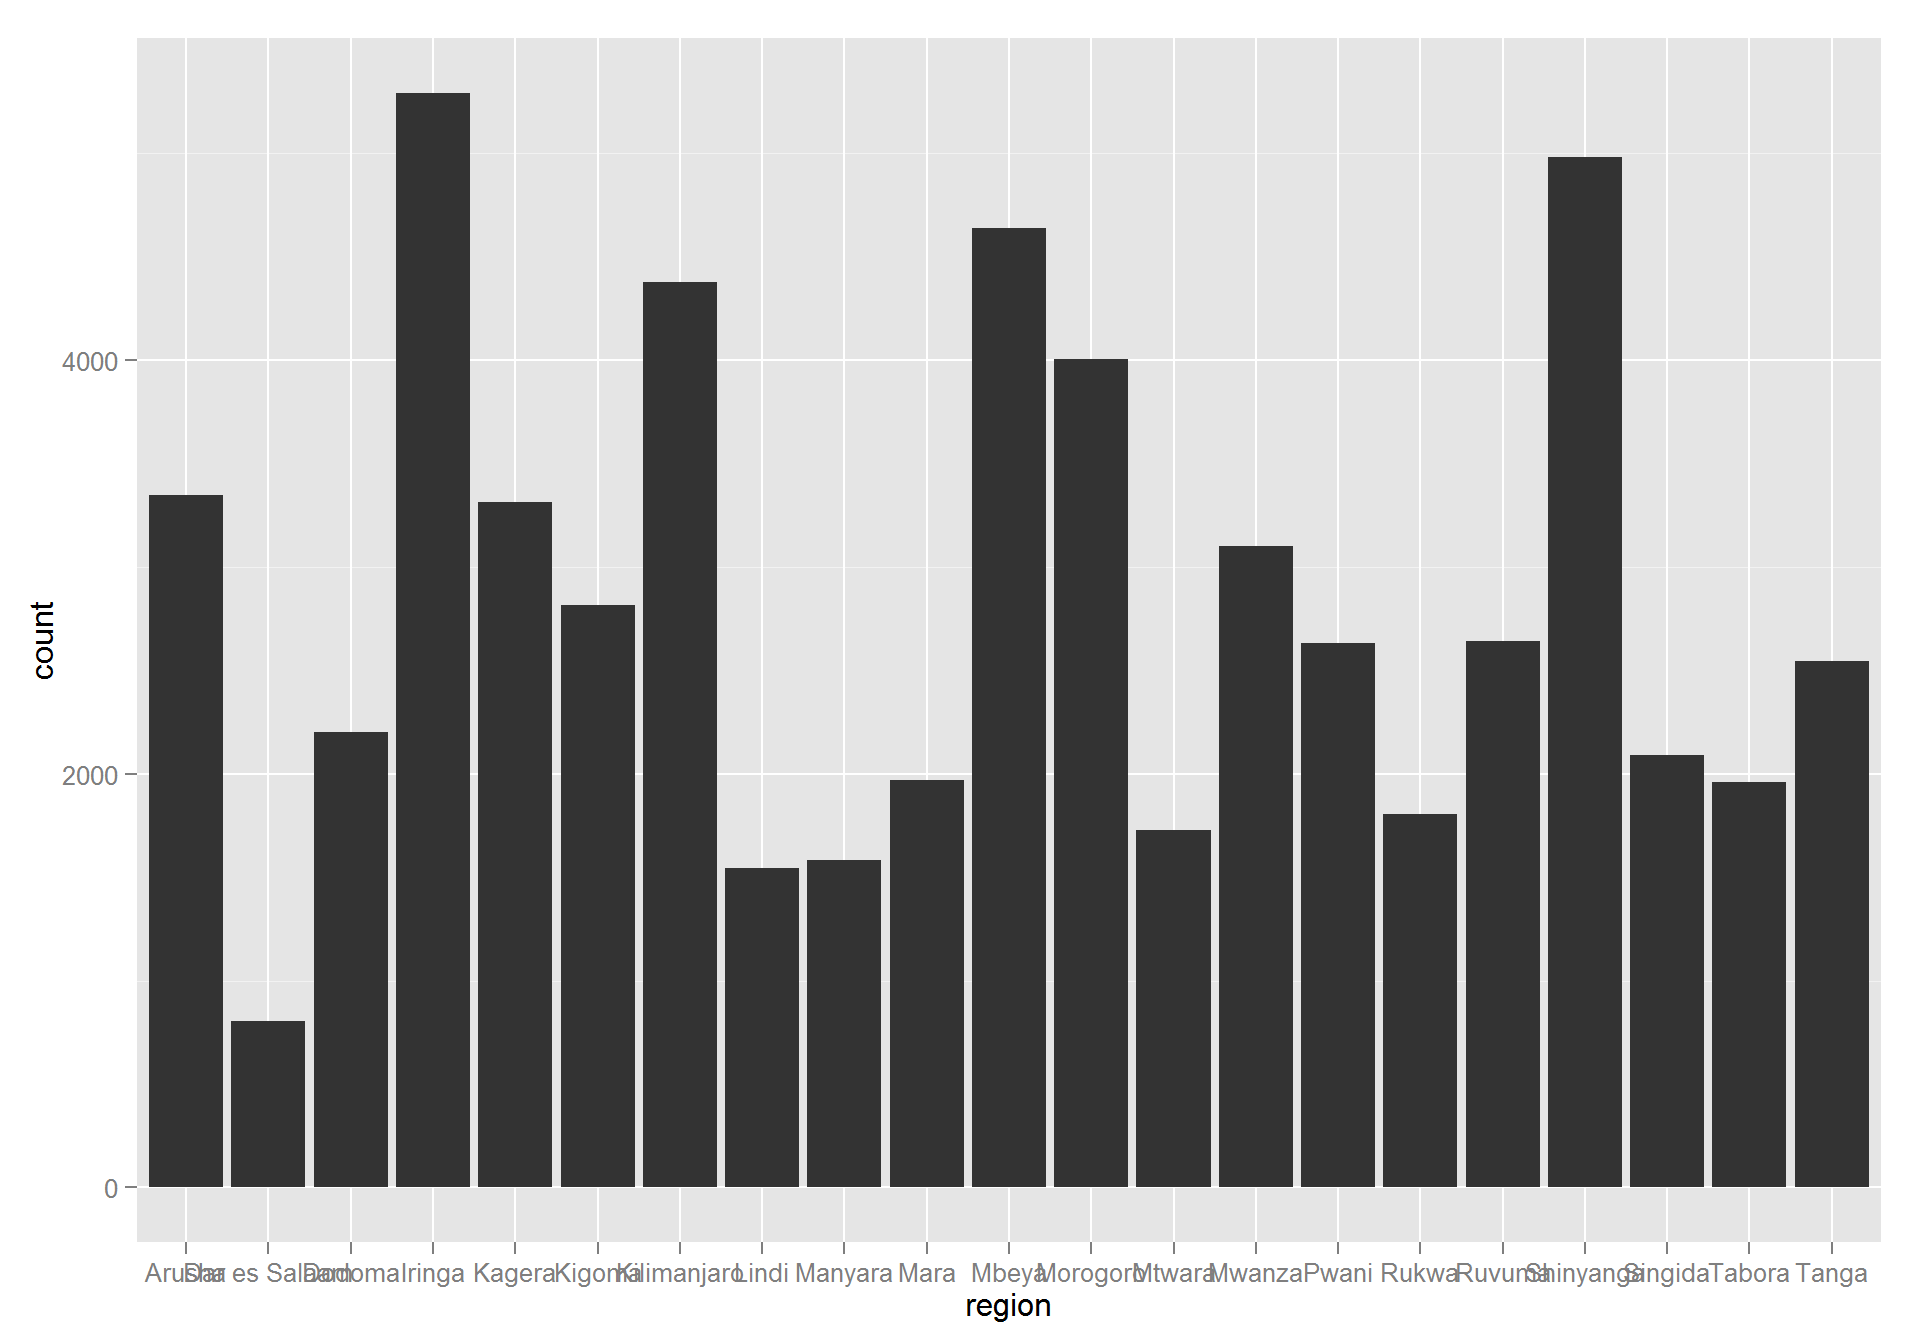 count
4000
2000
0
Arusha Dar es Salaam Dodoma Iringa Kagera Kigoma Kilimanjaro Lindi Manyara Mara Mbeya Morogoro Mtwara Mwanza Pwani Rukwa Ruvuma Shinyanga Singida Tabora Tanga
region